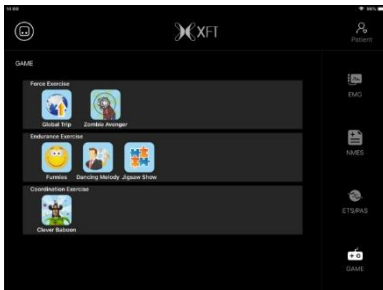 XFT
Patient
GAME
Force Exercise
Global Trip Zombie Avenger
EMG
Endurance Exercise
Funnies Dancing Melody Jigsaw Show
NMES
Coordination Exercise
Clever Baboon
ETS/PAS
GAME